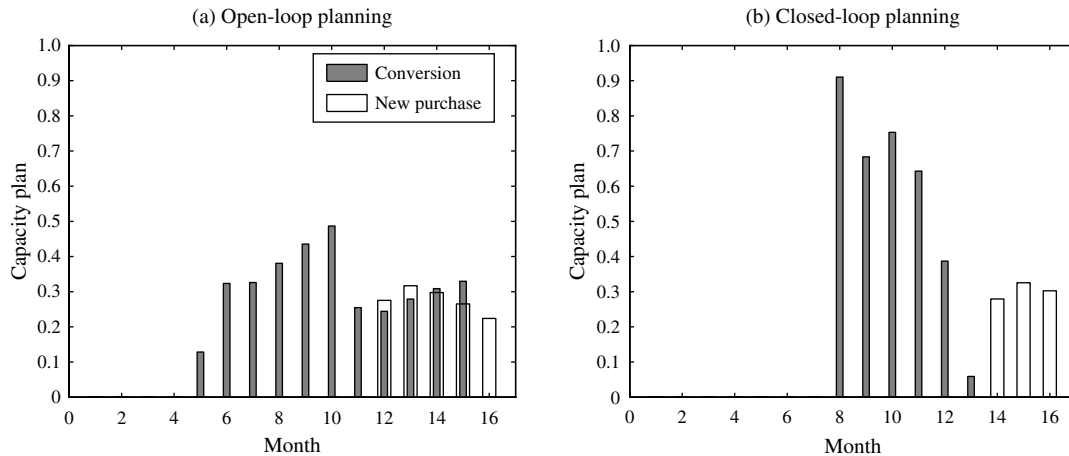 (a) Open-loop planning
1.0
0.9
0.8
0.7
0.6
0.5
0.4
0.3
0.2
0.1
0
Capacity plan
Conversion
New purchase
0 2 4 6 8 10 12 14 16
Month
(b) Closed-loop planning
1.0
0.9
0.8
0.7
0.6
0.5
0.4
0.3
0.2
0.1
0
Capacity plan
0 2 4 6 8 10 12 14 16
Month